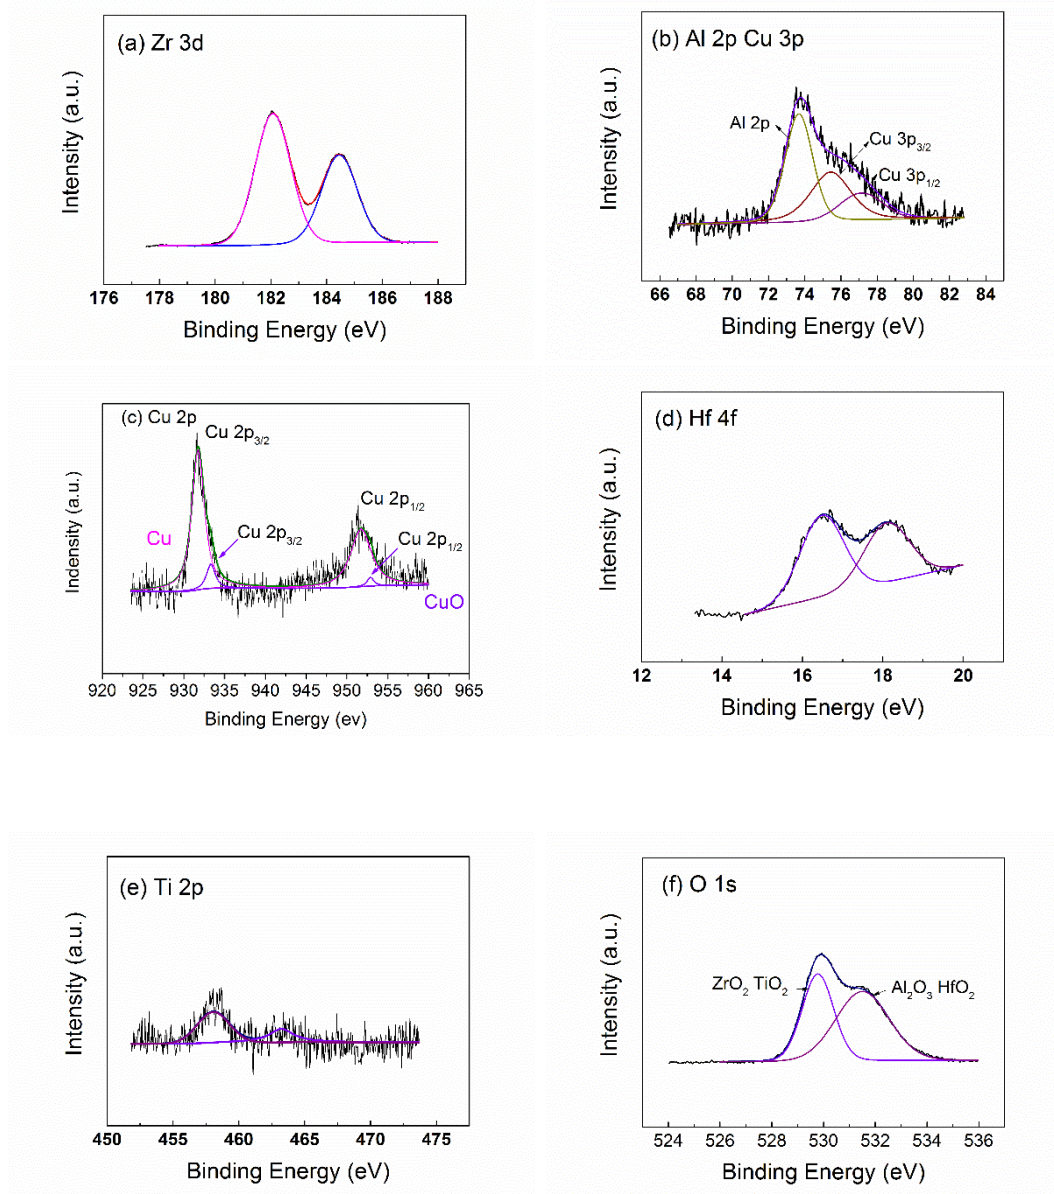 (a) Zr 3d
Intensity (a.u.)
176 178 180 182 184 186 188
Binding Energy (eV)
(b) Al 2p Cu 3p
Al 2p
Cu 3p3/2
Cu 3p1/2
Intensity (a.u.)
66 68 70 72 74 76 78 80 82 84
Binding Energy (eV)
(c) Cu 2p
Cu 2p3/2
Cu 2p1/2
Cu
Cu 2p3/2
Cu 2p1/2
CuO
Indensity (a.u.)
920 925 930 935 940 945 950 955 960 965
Binding Energy (ev)
(d) Hf 4f
Intensity (a.u.)
12 14 16 18 20
Binding Energy (eV)
(e) Ti 2p
Intensity (a.u.)
450 455 460 465 470 475
Binding Energy (eV)
(f) O 1s
ZrO2 TiO2
Al2O3 HfO2
Intensity (a.u.)
524 526 528 530 532 534 536
Binding Energy (eV)